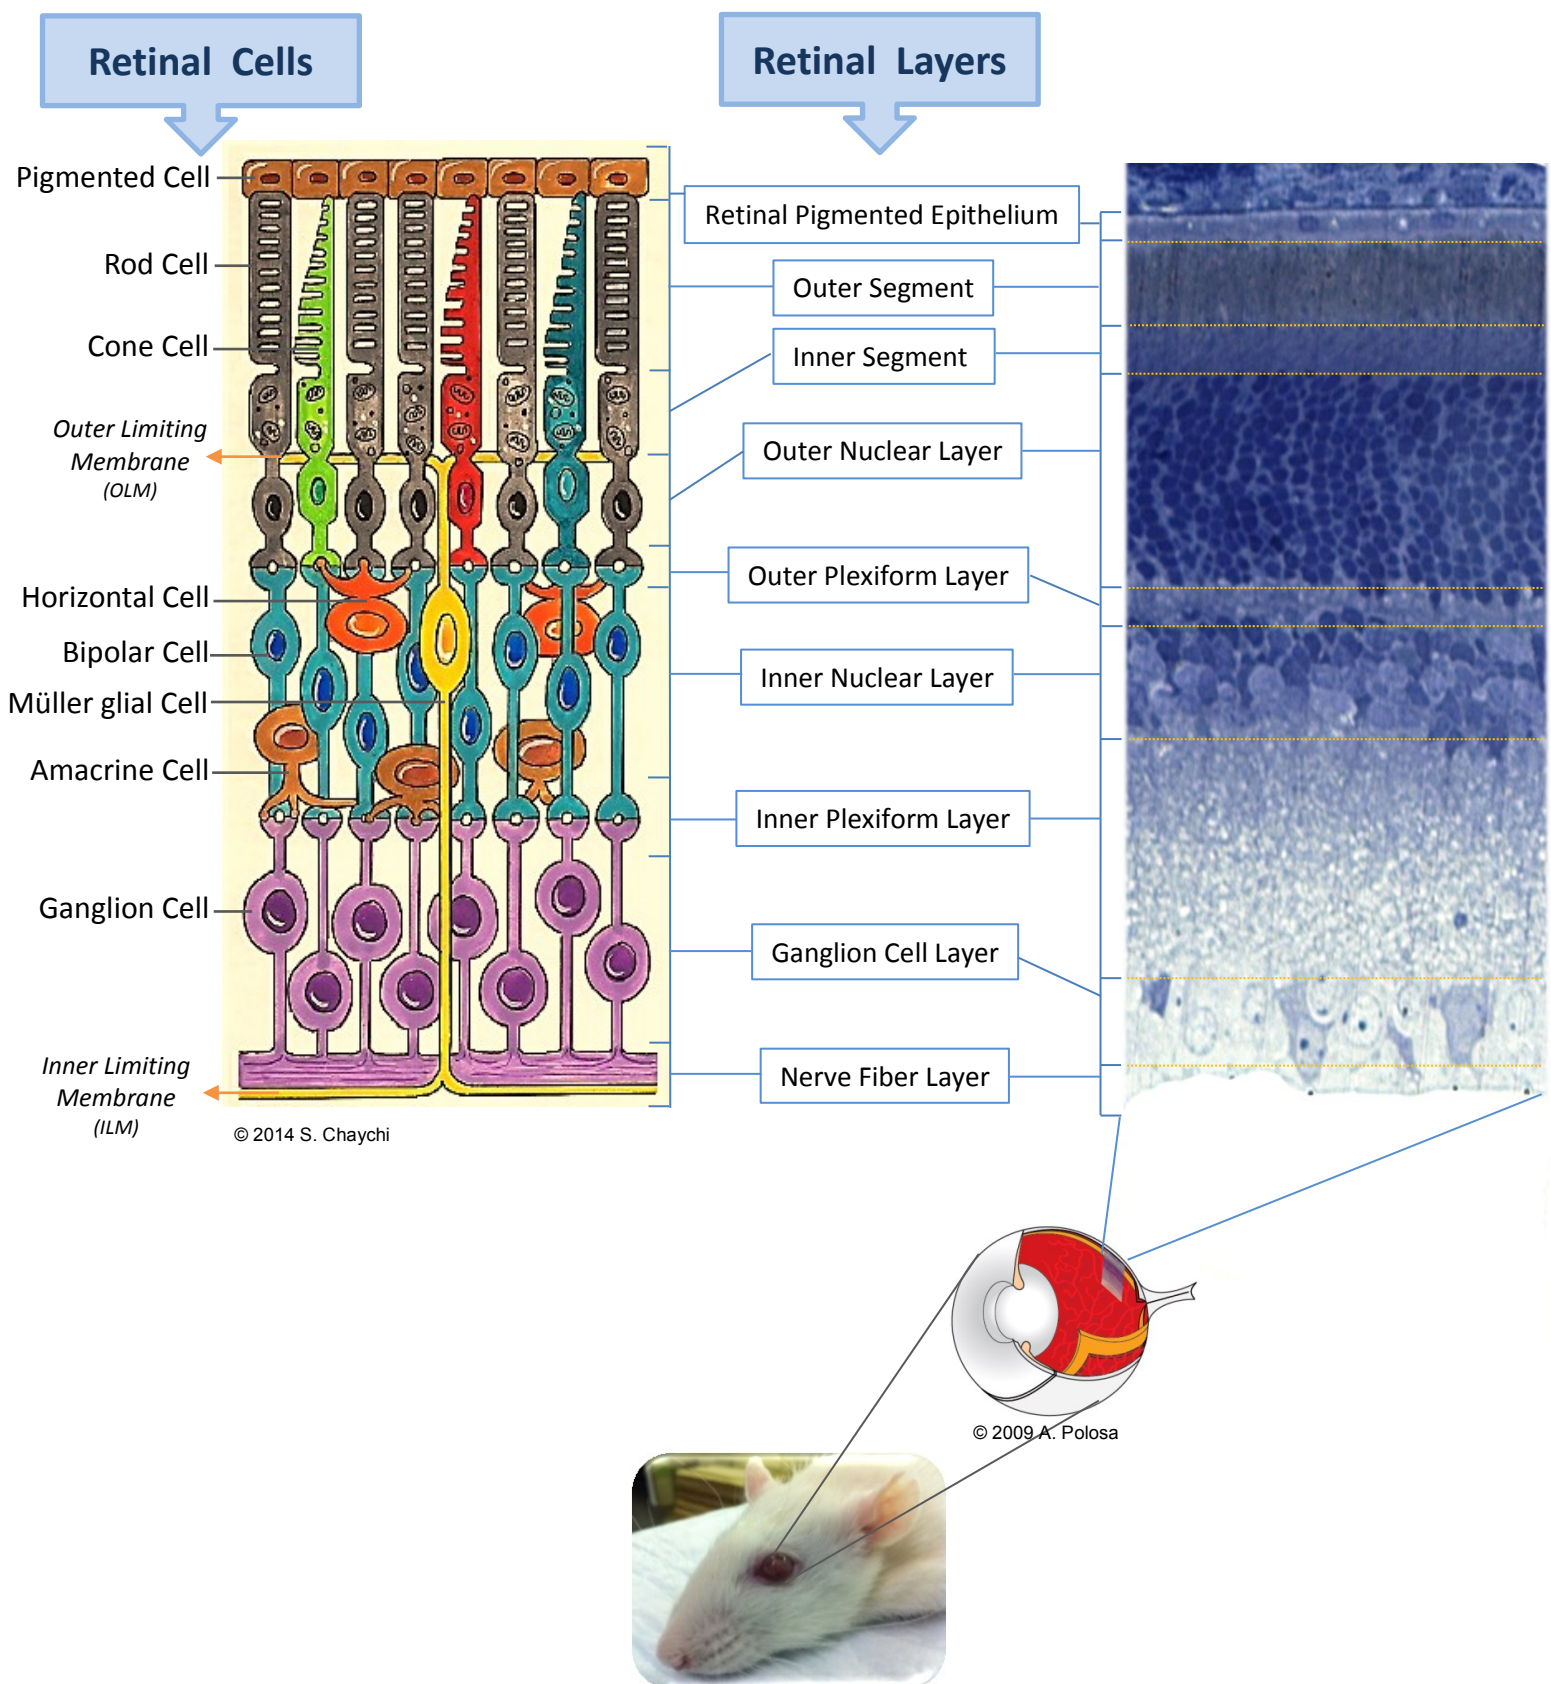 Retinal Cells
Retinal Layers
Pigmented Cell
Rod Cell
Cone Cell
Outer Limiting
Membrane
(OLM)
Horizontal Cell
Bipolar Cell
Müller glial Cell
Amacrine Cell
Ganglion Cell
Inner Limiting
Membrane
(ILM)
© 2014 S. Chaychi
Retinal Pigmented Epithelium
Outer Segment
Inner Segment
Outer Nuclear Layer
Outer Plexiform Layer
Inner Nuclear Layer
Inner Plexiform Layer
Ganglion Cell Layer
Nerve Fiber Layer
© 2009 A. Polosa